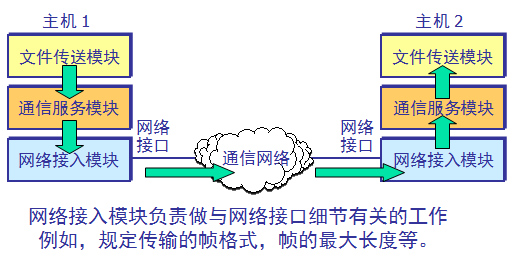 主机 1
主机 2
文件传送模块
文件传送模块
通信服务模块
通信服务模块
网络接入模块
网络
接口
通信网络
网络
接口
网络接入模块
网络接入模块负责做与网络接口细节有关的工作
例如，规定传输的帧格式，帧的最大长度等。